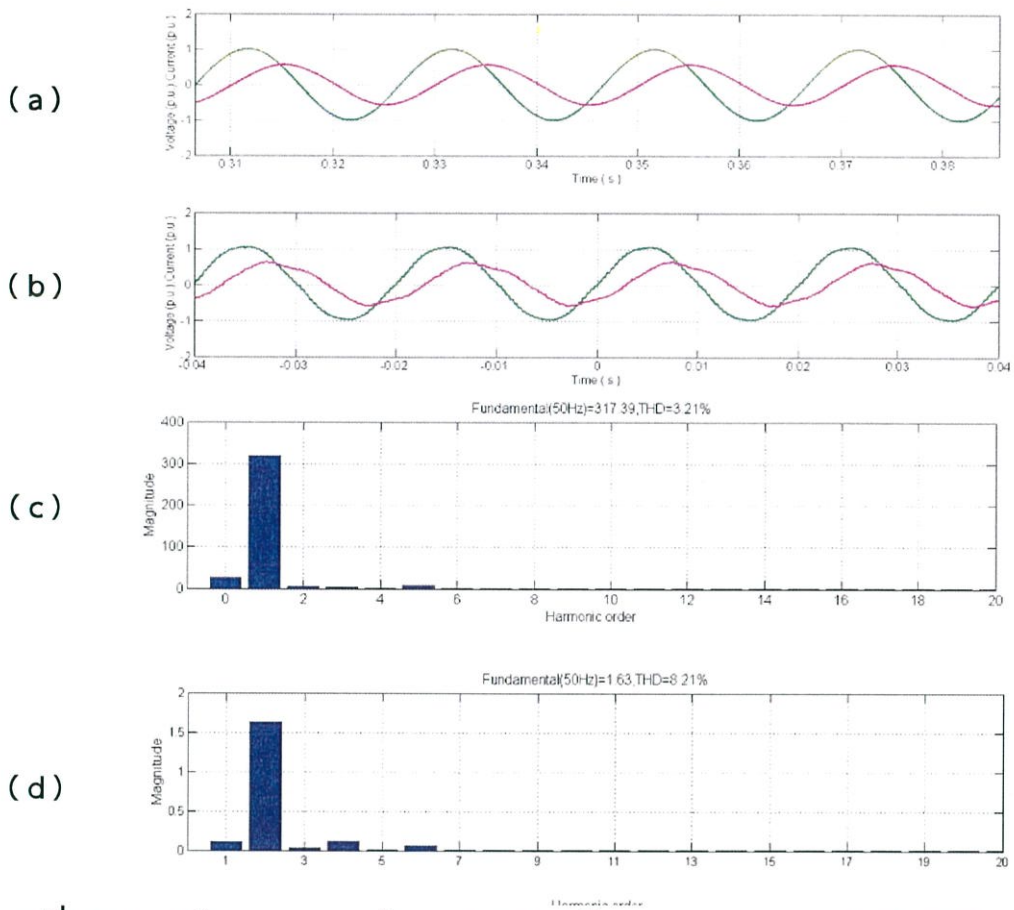 (a)
Voltage (p.u.) Current (p.u.)
2
1
0
-1
-2
0.31 0.32 0.33 0.34 0.35 0.36 0.37 0.38
Time ( s )
(b)
Voltage (p.u.) Current (p.u.)
2
1
0
-1
-2
-0.04 -0.03 -0.02 -0.01 0 0.01 0.02 0.03 0.04
Time ( s )
(c)
Fundamental(50Hz)=317.39,THD=3.21%
Magnitude
400
300
200
100
0
0 2 4 6 8 10 12 14 16 18 20
Harmonic order
(d)
Fundamental(50Hz)=1.63,THD=8.21%
Magnitude
2
1.5
1
0.5
0
1 3 5 7 9 11 13 15 17 19 20
Harmonic order